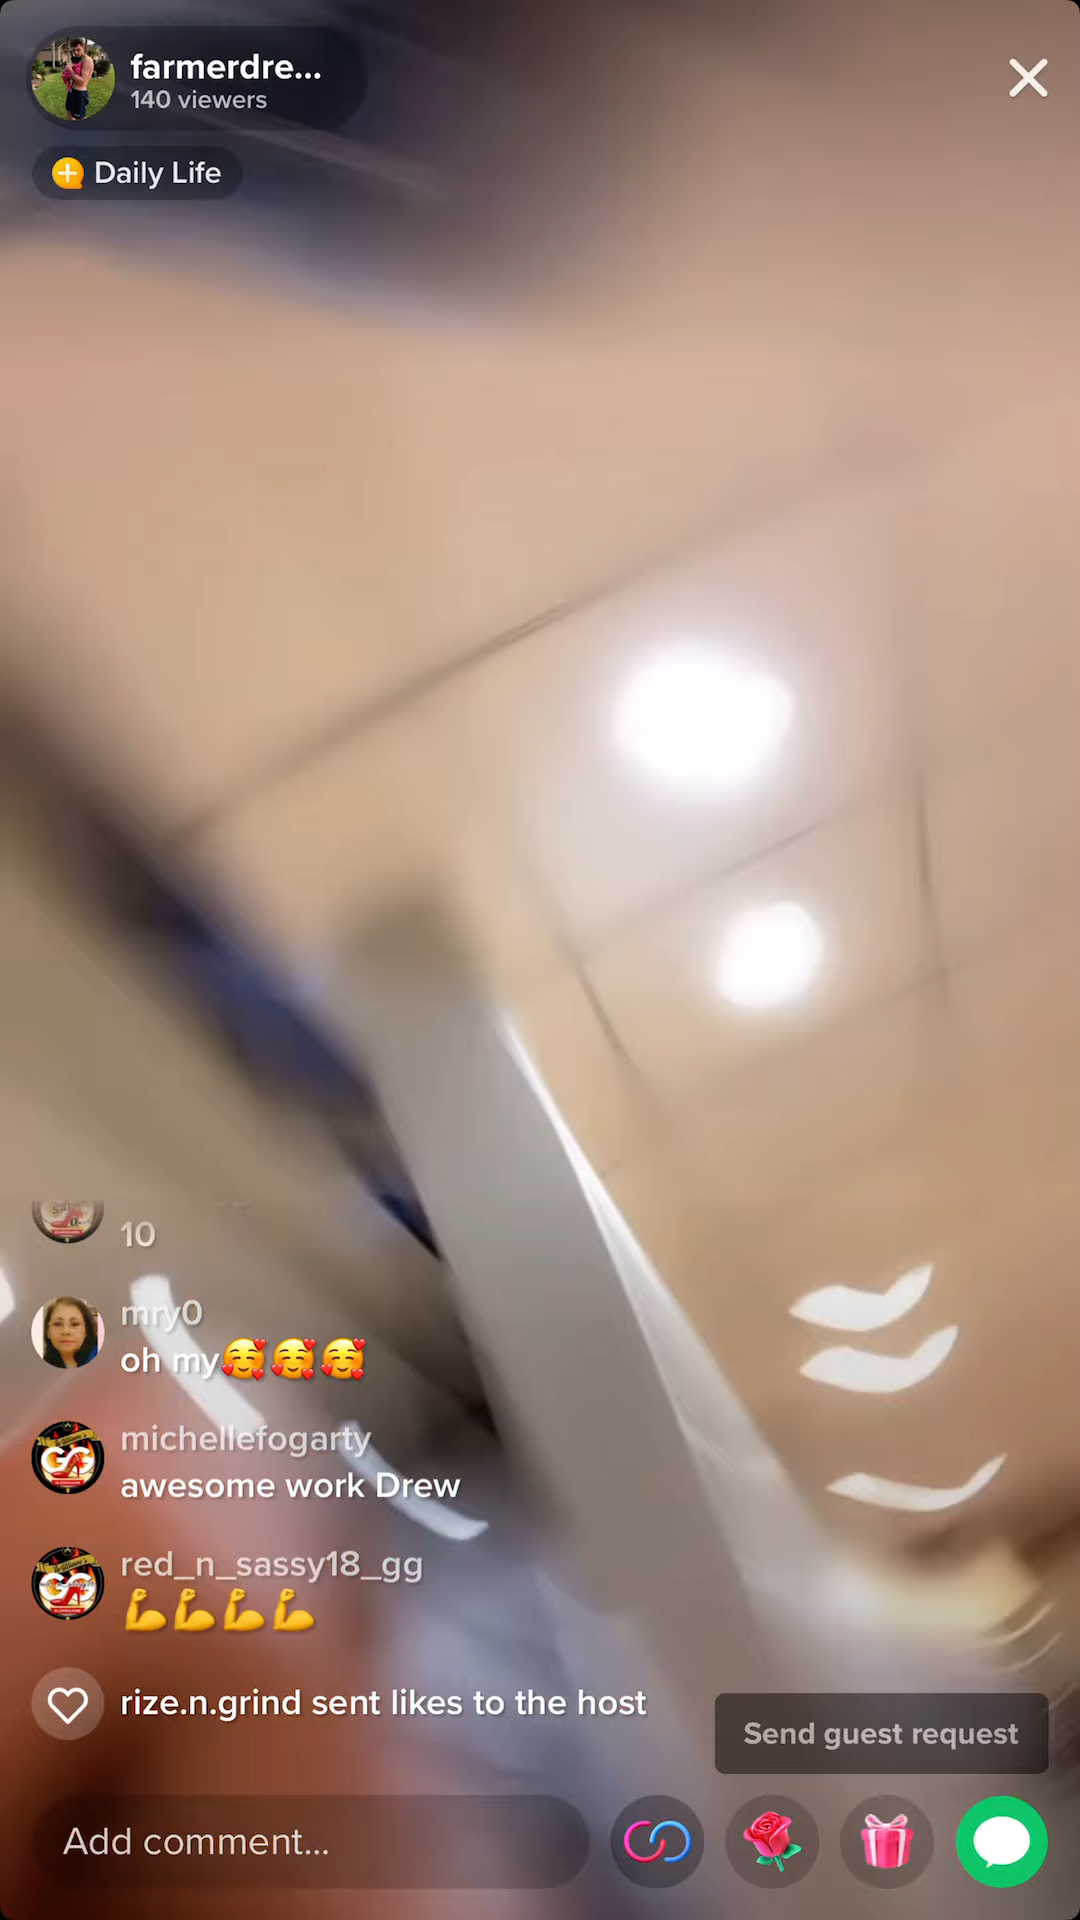 farmerdre...
140 viewers
Daily Life
10
mry0
oh my🥰🥰🥰
michellefogarty
awesome work Drew
red_n_sassy18_gg
💪💪💪💪
rize.n.grind sent likes to the host
Send guest request
Add comment...